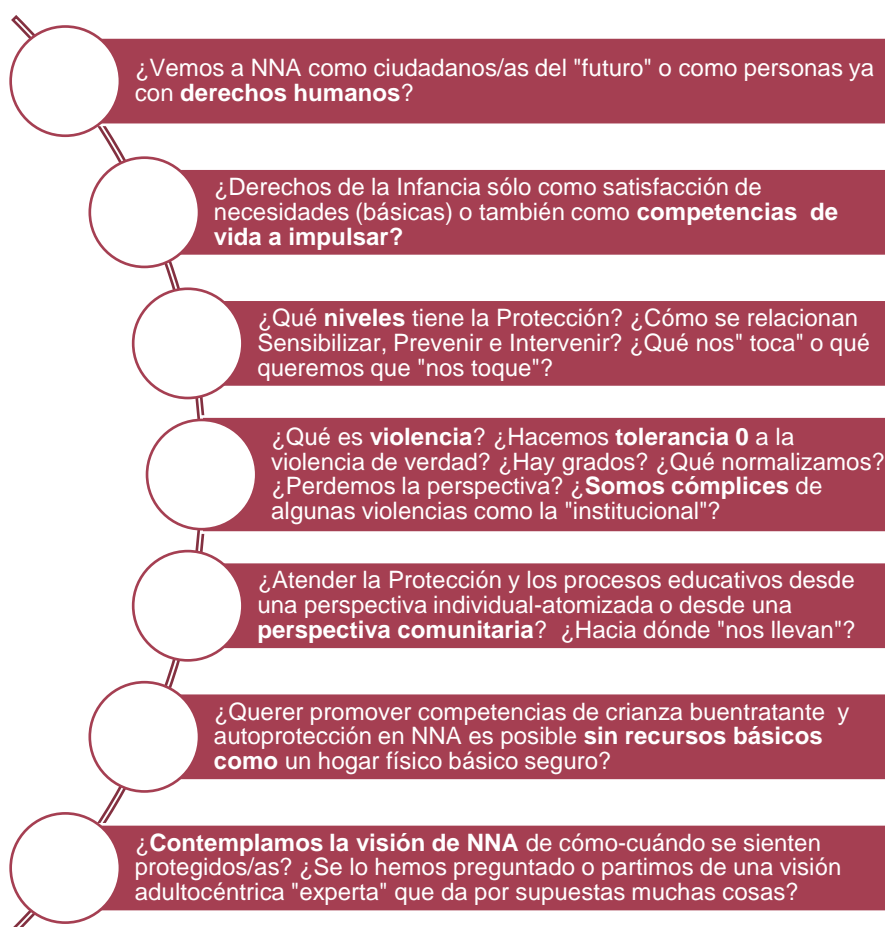 ¿Vemos a NNA como ciudadanos/as del "futuro" o como personas ya
con derechos humanos?
¿Derechos de la Infancia sólo como satisfacción de
necesidades (básicas) o también como competencias de
vida a impulsar?
¿Qué niveles tiene la Protección? ¿Cómo se relacionan
Sensibilizar, Prevenir e Intervenir? ¿Qué nos" toca" o qué
queremos que "nos toque"?
¿Qué es violencia? ¿Hacemos tolerancia 0 a la
violencia de verdad? ¿Hay grados? ¿Qué normalizamos?
¿Perdemos la perspectiva? ¿Somos cómplices de
algunas violencias como la "institucional"?
¿Atender la Protección y los procesos educativos desde
una perspectiva individual-atomizada o desde una
perspectiva comunitaria? ¿Hacia dónde "nos llevan"?
¿Querer promover competencias de crianza buentratante y
autoprotección en NNA es posible sin recursos básicos
como un hogar físico básico seguro?
¿Contemplamos la visión de NNA de cómo-cuándo se sienten
protegidos/as? ¿Se lo hemos preguntado o partimos de una visión
adultocéntrica "experta" que da por supuestas muchas cosas?